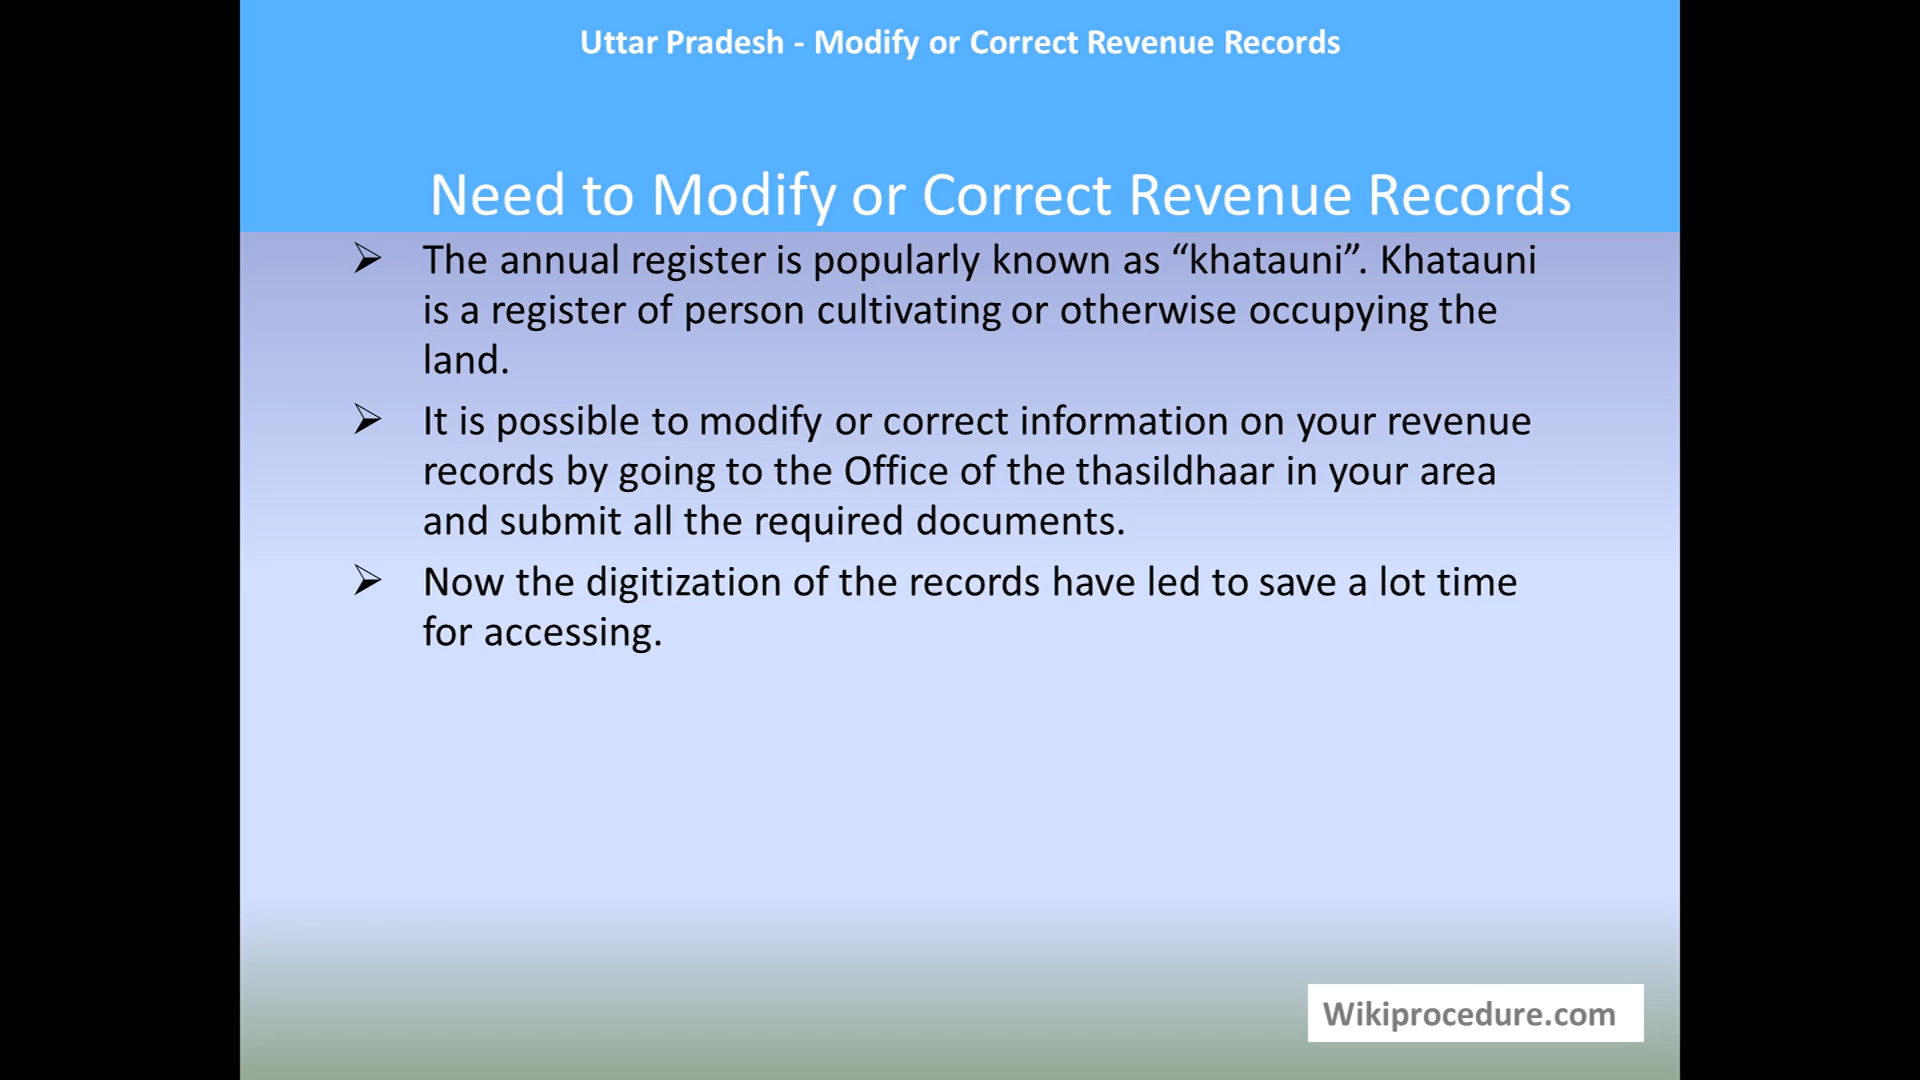 Uttar Pradesh - Modify or Correct Revenue Records
Need to Modify or Correct Revenue Records
➢ The annual register is popularly known as “khatauni”. Khatauni
is a register of person cultivating or otherwise occupying the
land.
➢ It is possible to modify or correct information on your revenue
records by going to the Office of the thasildhaar in your area
and submit all the required documents.
➢ Now the digitization of the records have led to save a lot time
for accessing.
Wikiprocedure.com